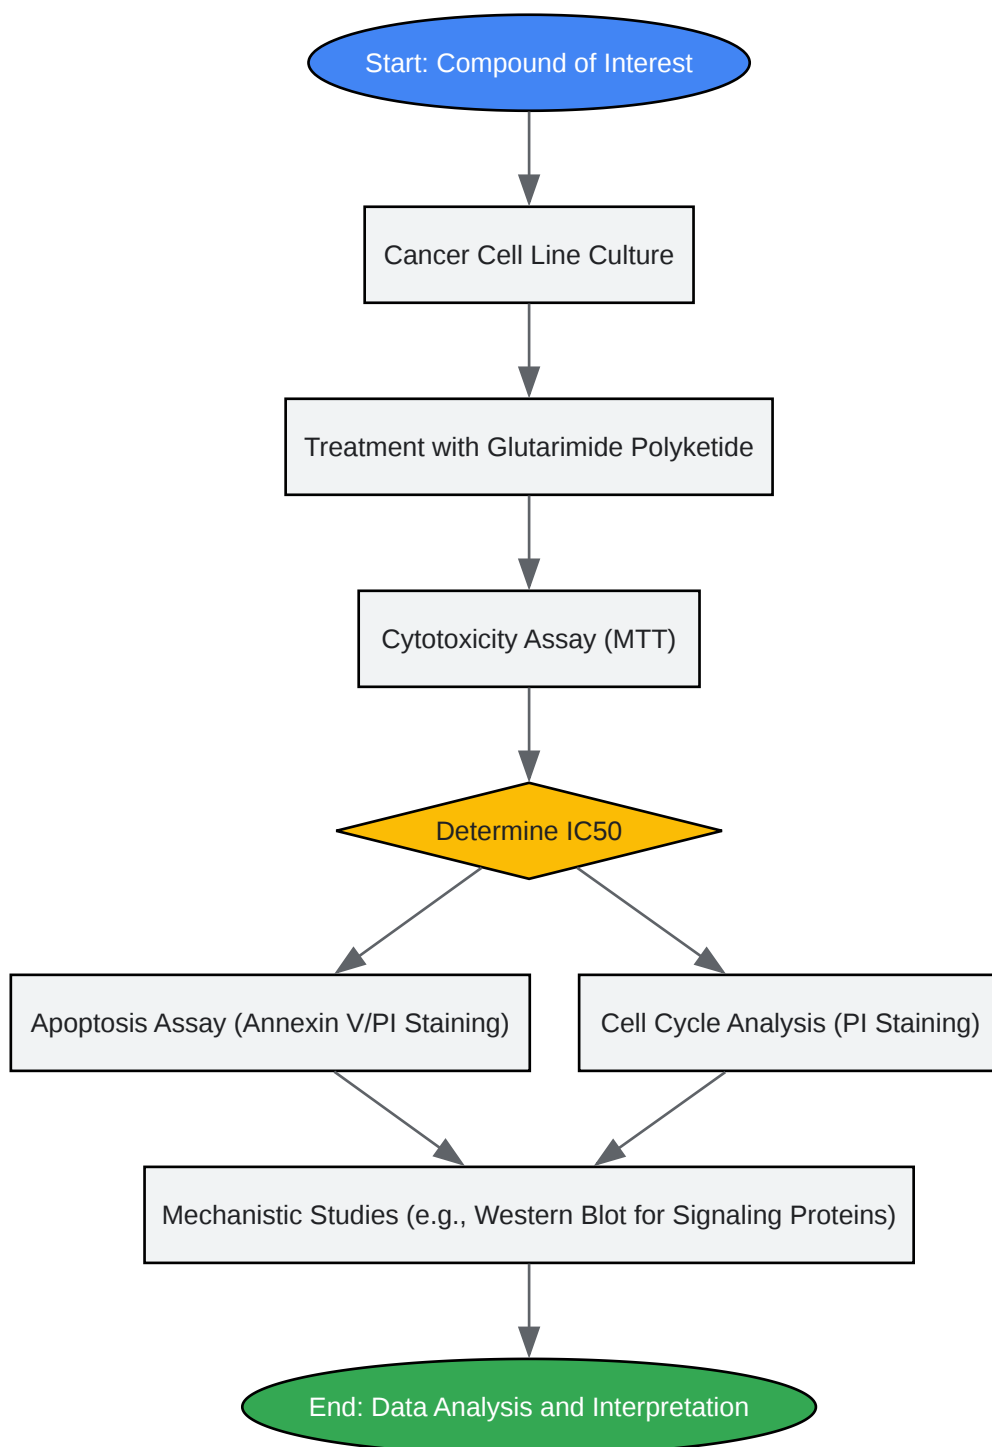 Start: Compound of Interest
Cancer Cell Line Culture
Treatment with Glutarimide Polyketide
Cytotoxicity Assay (MTT)
Determine IC50
Apoptosis Assay (Annexin V/PI Staining)
Cell Cycle Analysis (PI Staining)
Mechanistic Studies (e.g., Western Blot for Signaling Proteins)
End: Data Analysis and Interpretation